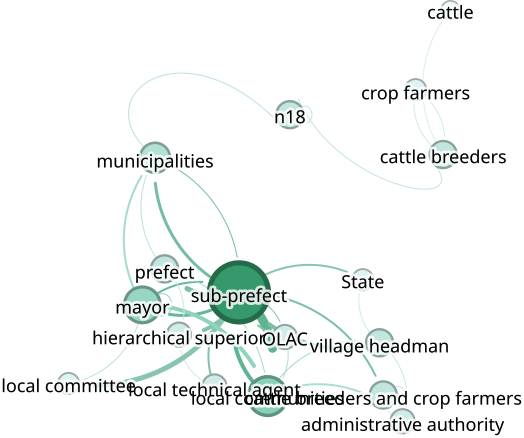 cattle
crop farmers
n18
cattle breeders
municipalities
prefect
State
sub-prefect
mayor
hierarchical superior
OLAC
village headman
local committee
local technical agent
local communities
cattle breeders and crop farmers
administrative authority